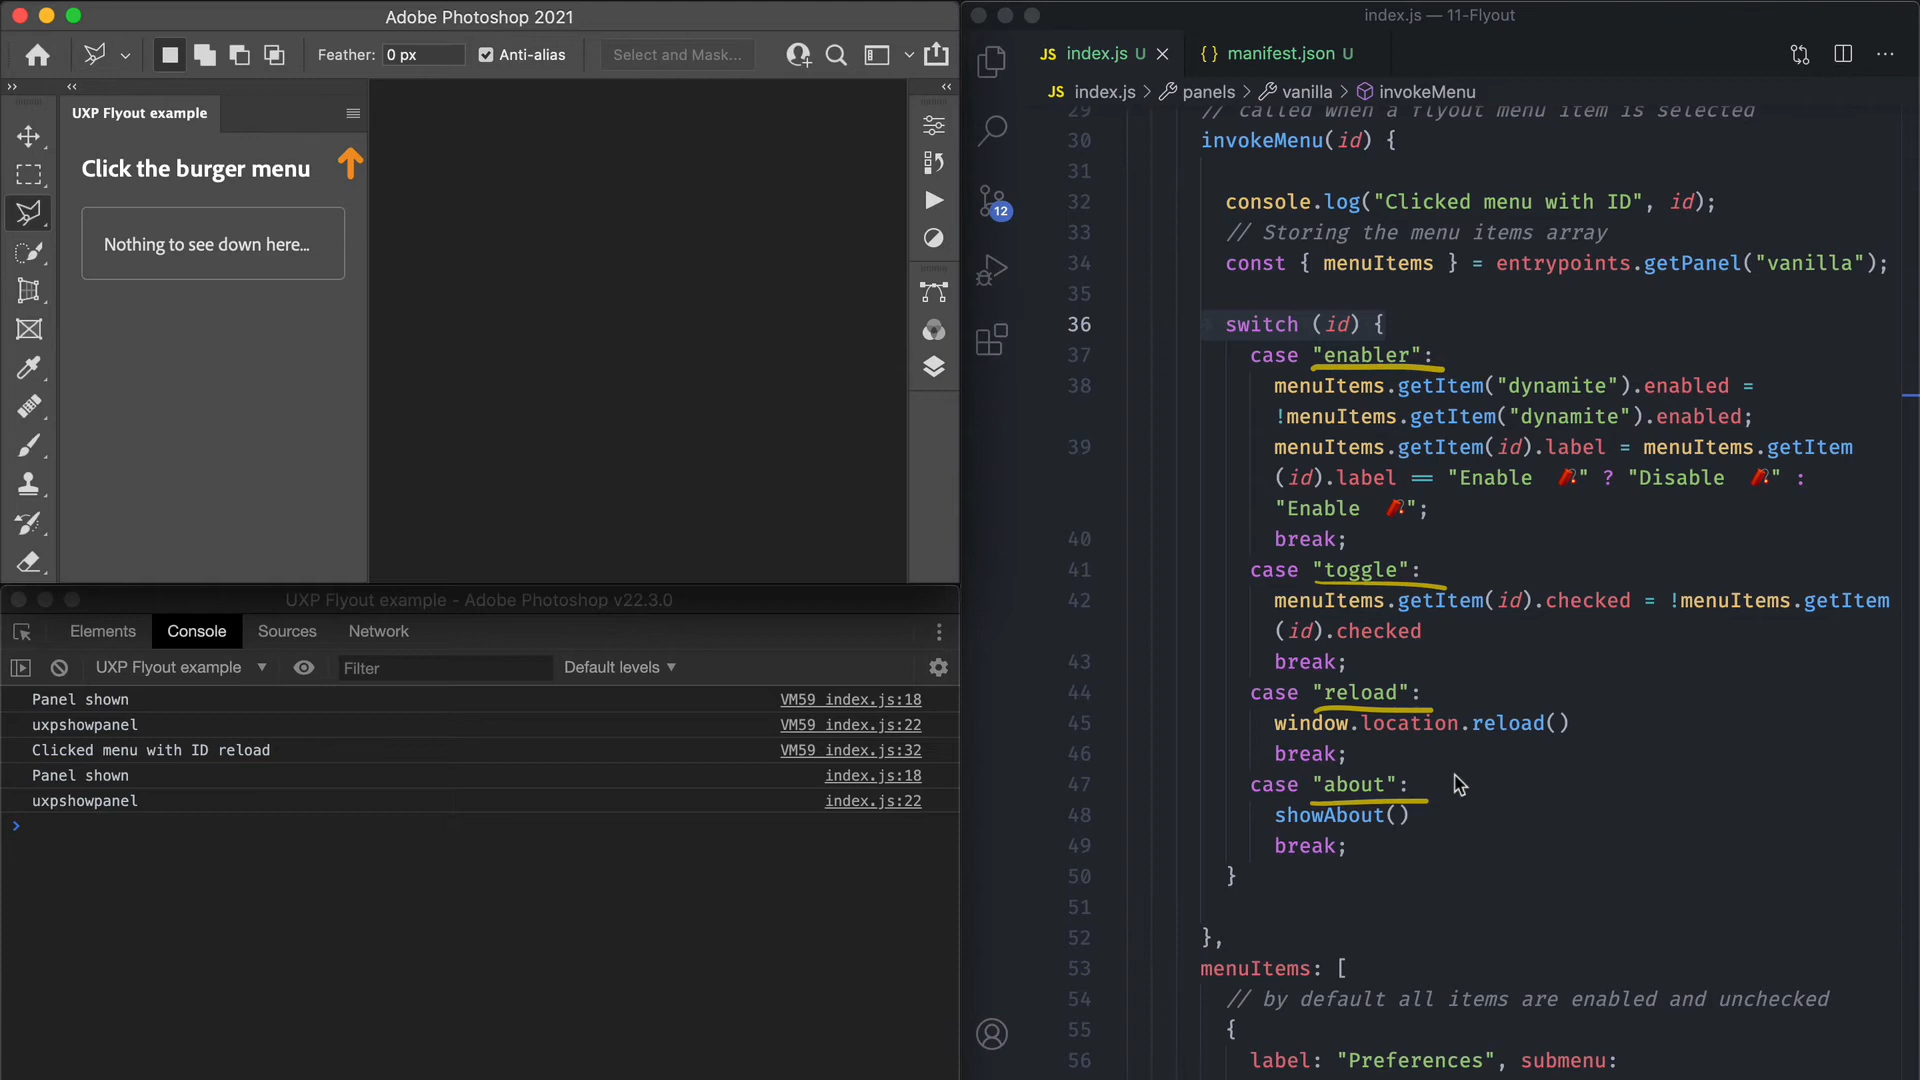 Adobe Photoshop 2021
Feather: 0 px
Anti-alias
Select and Mask...
UXP Flyout example
Click the burger menu
Nothing to see down here...
UXP Flyout example - Adobe Photoshop v22.3.0
Elements Console Sources Network
UXP Flyout example ▼ Filter Default levels ▼
Panel shown VM59 index.js:18
uxpshowpanel VM59 index.js:22
Clicked menu with ID reload VM59 index.js:32
Panel shown index.js:18
uxpshowpanel index.js:22
>
index.js — 11-Flyout
JS index.js U {} manifest.json U
JS index.js > panels > vanilla > invokeMenu
12
29 // called when a flyout menu item is selected
30 invokeMenu(id) {
31
32 console.log("Clicked menu with ID", id);
33 // Storing the menu items array
34 const { menuItems } = entrypoints.getPanel("vanilla");
35
36 switch (id) {
37 case "enabler":
38 menuItems.getItem("dynamite").enabled =
!menuItems.getItem("dynamite").enabled;
39 menuItems.getItem(id).label = menuItems.getItem
(id).label == "Enable 🧨" ? "Disable 🧨" :
"Enable 🧨";
40 break;
41 case "toggle":
42 menuItems.getItem(id).checked = !menuItems.getItem
(id).checked
43 break;
44 case "reload":
45 window.location.reload()
46 break;
47 case "about":
48 showAbout()
49 break;
50 }
51
52 },
53 menuItems: [
54 // by default all items are enabled and unchecked
55 {
56 label: "Preferences", submenu: